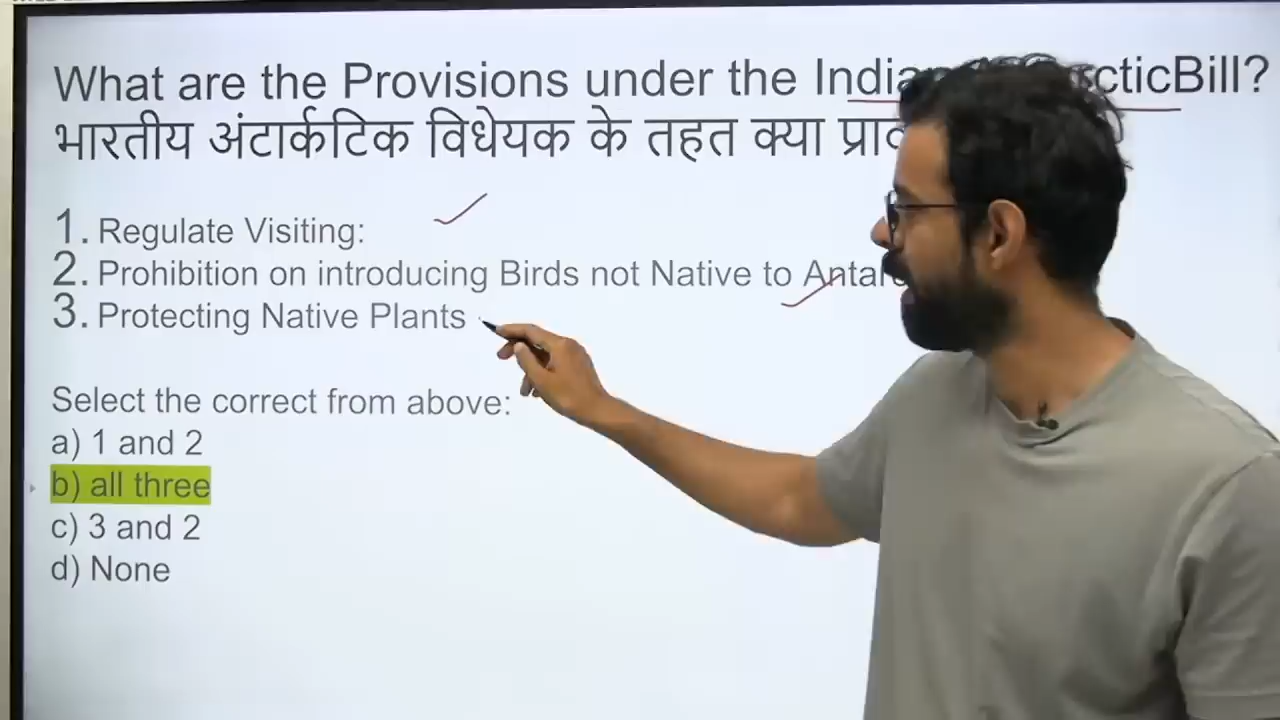 What are the Provisions under the India cticBill?
भारतीय अंटार्कटिक विधेयक के तहत क्या
1. Regulate Visiting:
2. Prohibition on introducing Birds not Native to
3. Protecting Native Plants
Select the correct from above:
a) 1 and 2
b) all three
c) 3 and 2
d) None